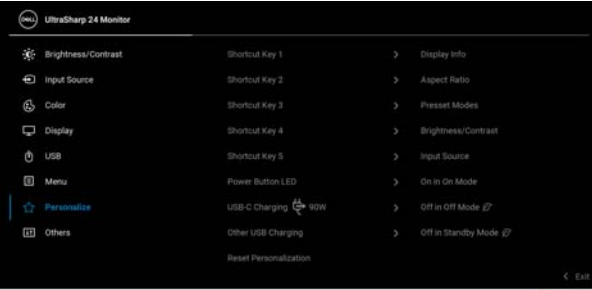 DELL UltraSharp 24 Monitor
Brightness/Contrast Shortcut Key 1 > Display Info
Input Source Shortcut Key 2 > Aspect Ratio
Color Shortcut Key 3 > Presset Modes
Display Shortcut Key 4 > Brightness/Contrast
USB Shortcut Key 5 > Input Source
Menu Power Button LED > On in On Mode
Personalize USB-C Charging 90W > Off in Off Mode
Others Other USB Charging > Off in Standby Mode
Reset Personalization
< Exit